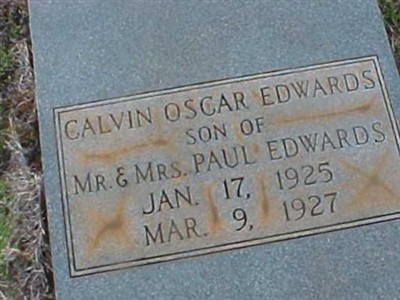 CALVIN OSCAR EDWARDS
SON OF
MR. & MRS. PAUL EDWARDS
JAN. 17, 1925
MAR. 9, 1927